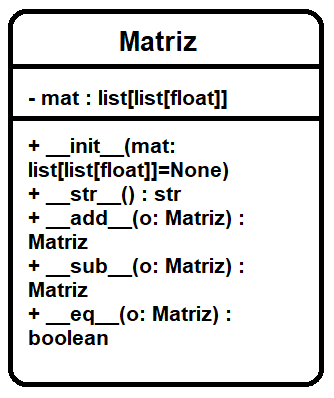 Matriz
- mat : list[list[float]]
+ __init__(mat:
list[list[float]]=None)
+ __str__() : str
+ __add__(o: Matriz) :
Matriz
+ __sub__(o: Matriz) :
Matriz
+ __eq__(o: Matriz) :
boolean